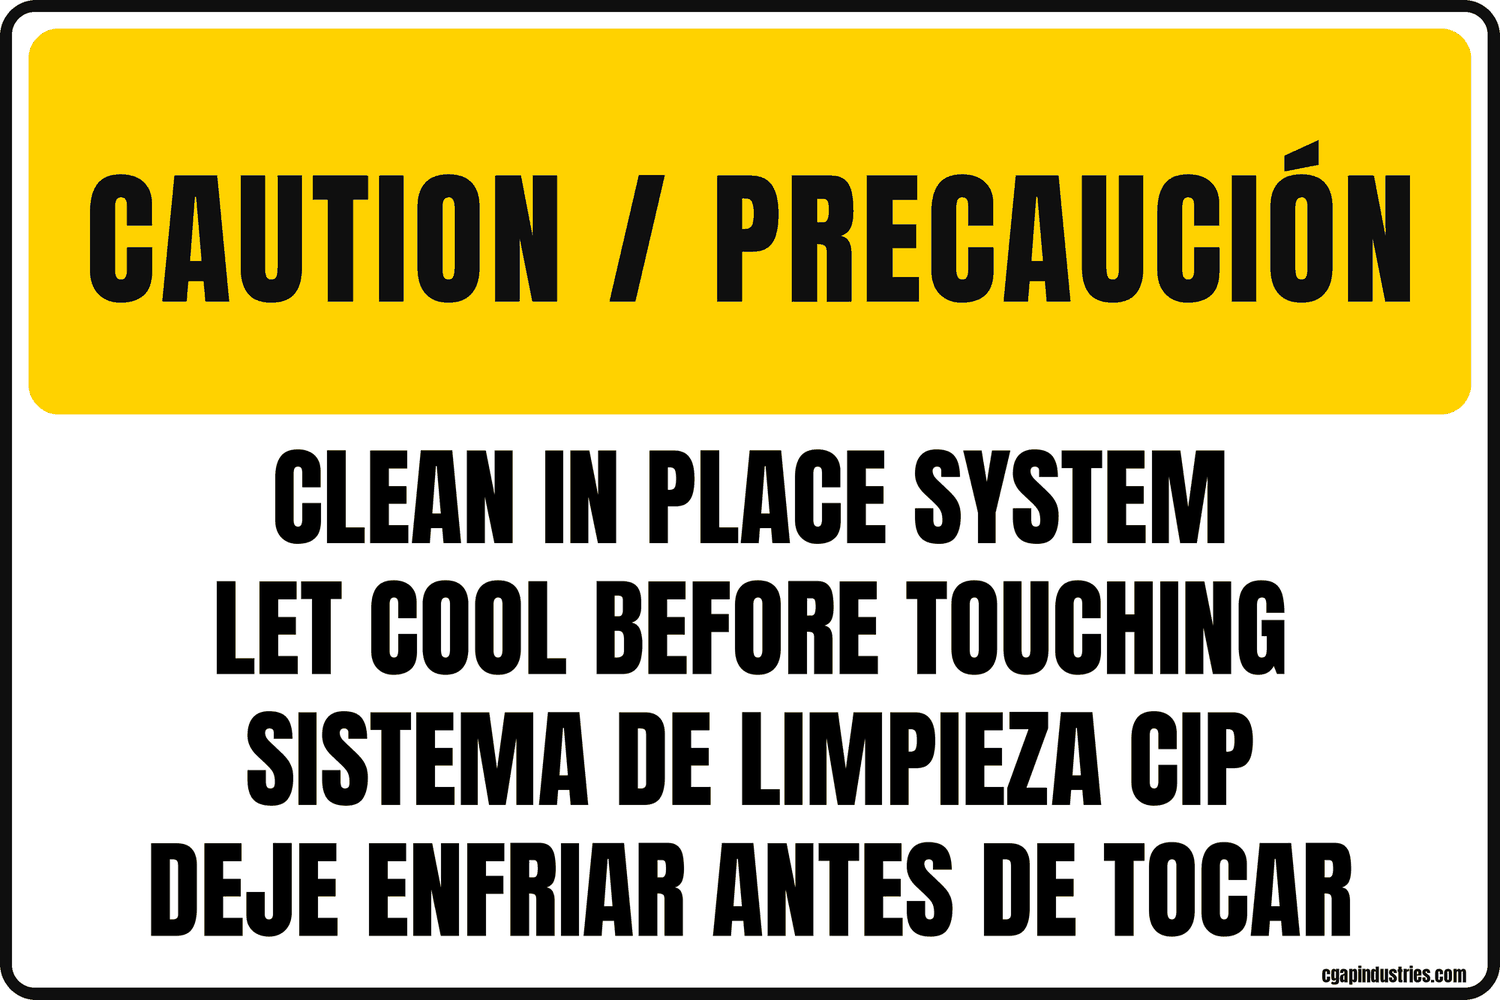 CAUTION / PRECAUCIÓN
CLEAN IN PLACE SYSTEM
LET COOL BEFORE TOUCHING
SISTEMA DE LIMPIEZA CIP
DEJE ENFRIAR ANTES DE TOCAR
cgapindustries.com